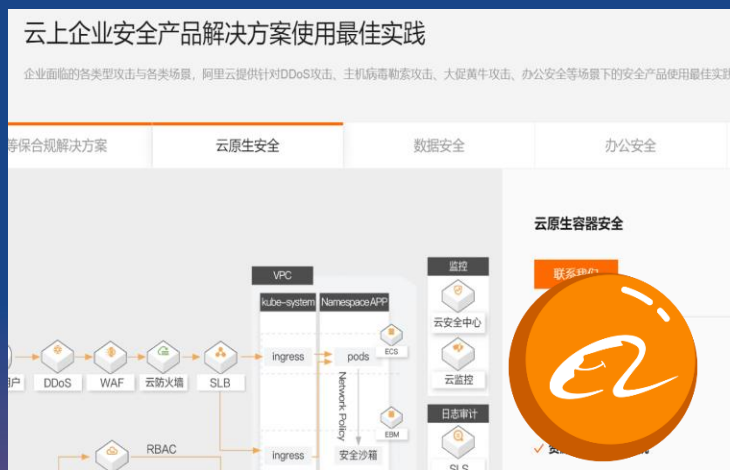 云上企业安全产品解决方案使用最佳实践
企业面临的各类型攻击与各类场景，阿里云提供针对DDoS攻击、主机病毒勒索攻击、大促黄牛攻击、办公安全等场景下的安全产品使用最佳实践
等保合规解决方案
云原生安全
数据安全
办公安全
云原生容器安全
联系我们
VPC
监控
kube-system
NamespaceAPP
云安全中心
ingress
pods
ECS
云监控
户
DDoS
WAF
云防火墙
SLB
Network Policy
日志审计
EBM
RBAC
ingress
安全沙箱
SLS